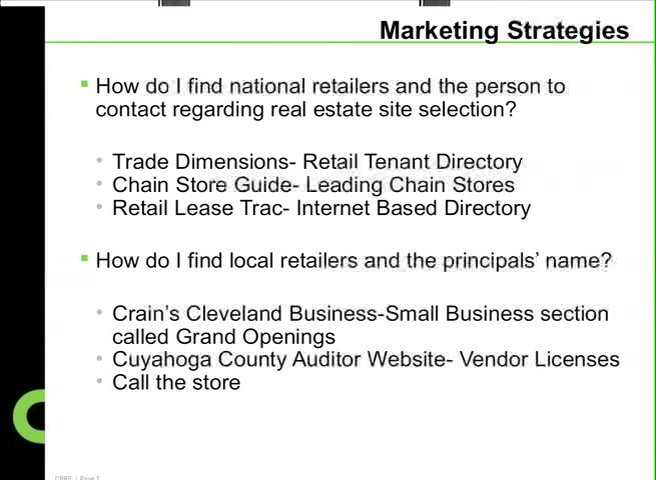 Marketing Strategies
How do I find national retailers and the person to
contact regarding real estate site selection?
Trade Dimensions- Retail Tenant Directory
Chain Store Guide- Leading Chain Stores
Retail Lease Trac- Internet Based Directory
How do I find local retailers and the principals' name?
Crain's Cleveland Business-Small Business section
called Grand Openings
Cuyahoga County Auditor Website- Vendor Licenses
Call the store
CBRE | Page 7